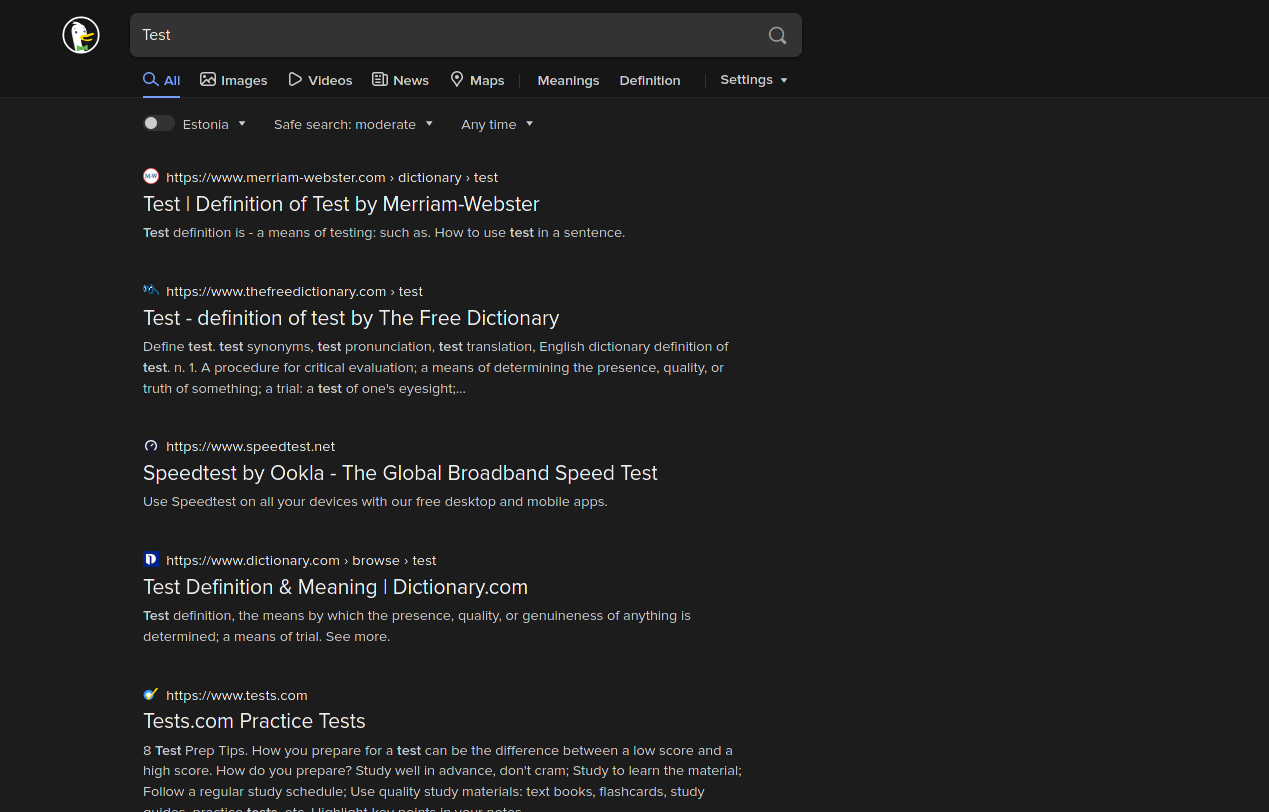 Test
All Images Videos News Maps Meanings Definition Settings
Estonia Safe search: moderate Any time
https://www.merriam-webster.com › dictionary › test
Test | Definition of Test by Merriam-Webster
Test definition is - a means of testing: such as. How to use test in a sentence.
https://www.thefreedictionary.com › test
Test - definition of test by The Free Dictionary
Define test. test synonyms, test pronunciation, test translation, English dictionary definition of
test. n. 1. A procedure for critical evaluation; a means of determining the presence, quality, or
truth of something; a trial: a test of one's eyesight;...
https://www.speedtest.net
Speedtest by Ookla - The Global Broadband Speed Test
Use Speedtest on all your devices with our free desktop and mobile apps.
https://www.dictionary.com › browse › test
Test Definition & Meaning | Dictionary.com
Test definition, the means by which the presence, quality, or genuineness of anything is
determined; a means of trial. See more.
https://www.tests.com
Tests.com Practice Tests
8 Test Prep Tips. How you prepare for a test can be the difference between a low score and a
high score. How do you prepare? Study well in advance, don't cram; Study to learn the material;
Follow a regular study schedule; Use quality study materials: text books, flashcards, study
guides, practice tests, etc. Highlight key points in your notes